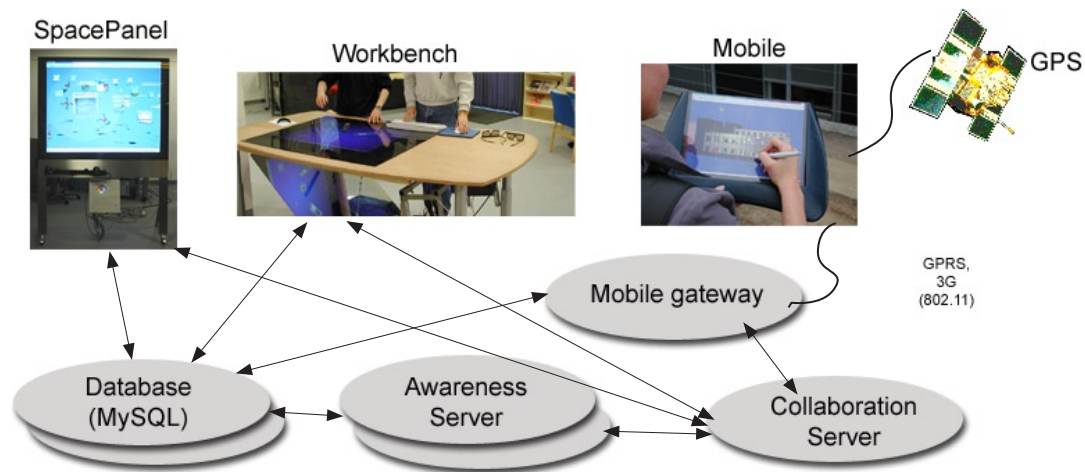 SpacePanel
Workbench
Mobile
GPS
GPRS,
3G
(802.11)
Mobile gateway
Database
(MySQL)
Awareness
Server
Collaboration
Server